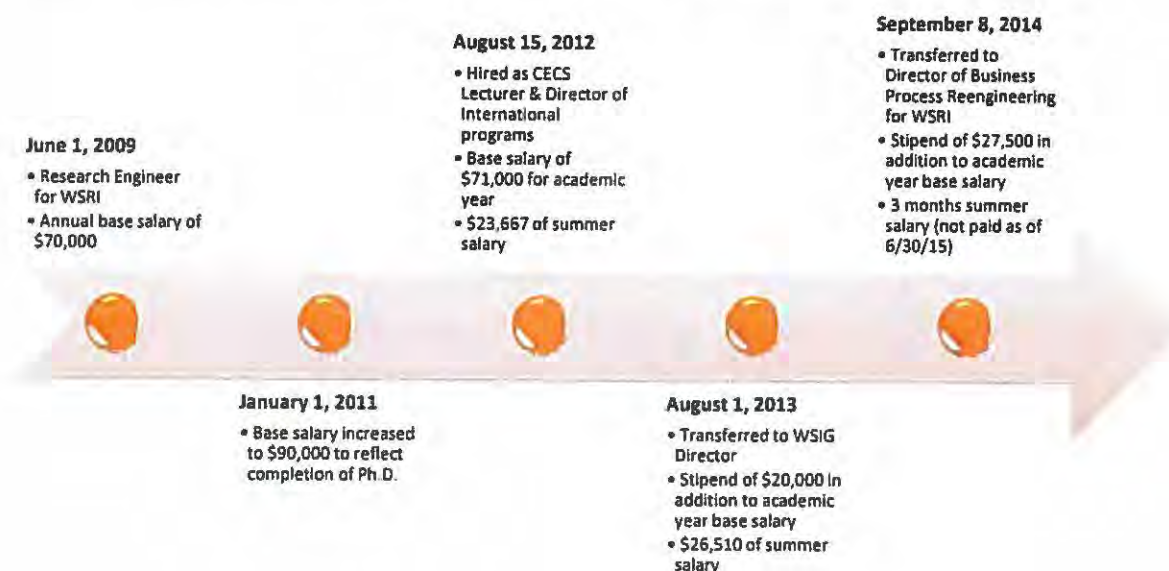 June 1, 2009
• Research Engineer
for WSRI
• Annual base salary of
$70,000
January 1, 2011
• Base salary increased
to $90,000 to reflect
completion of Ph.D.
August 15, 2012
• Hired as CECS
Lecturer & Director of
International
programs
• Base salary of
$71,000 for academic
year
• $23,667 of summer
salary
August 1, 2013
• Transferred to WSIG
Director
• Stipend of $20,000 in
addition to academic
year base salary
• $26,510 of summer
salary
September 8, 2014
• Transferred to
Director of Business
Process Reengineering
for WSRI
• Stipend of $27,500 in
addition to academic
year base salary
• 3 months summer
salary (not paid as of
6/30/15)